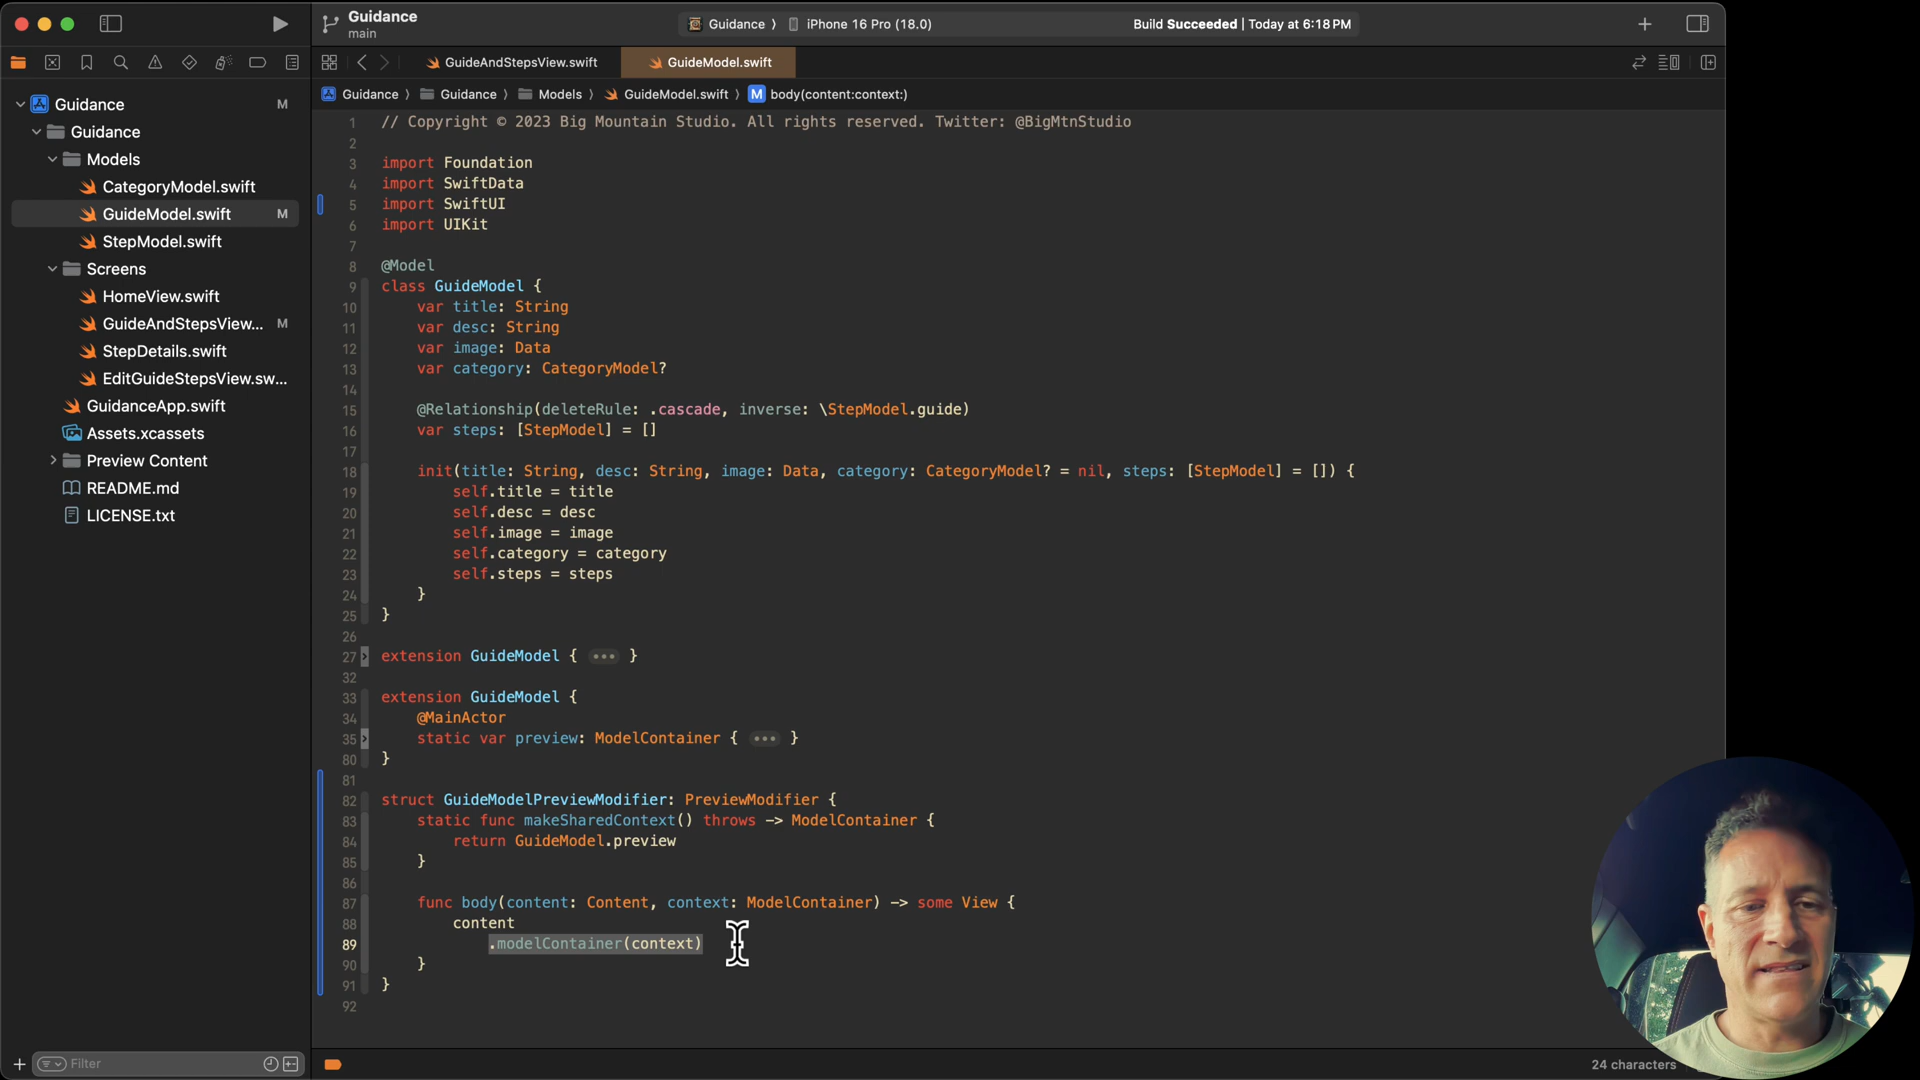 Guidance
main
Guidance 〉 iPhone 16 Pro (18.0)
Build Succeeded | Today at 6:18 PM
GuideAndStepsView.swift
GuideModel.swift
Guidance 〉 Guidance 〉 Models 〉 GuideModel.swift 〉 M body(content:context:)
Guidance M
Guidance
Models
CategoryModel.swift
GuideModel.swift M
StepModel.swift
Screens
HomeView.swift
GuideAndStepsView... M
StepDetails.swift
EditGuideStepsView.sw...
GuidanceApp.swift
Assets.xcassets
Preview Content
README.md
LICENSE.txt
Filter
1 // Copyright © 2023 Big Mountain Studio. All rights reserved. Twitter: @BigMtnStudio
2
3 import Foundation
4 import SwiftData
5 import SwiftUI
6 import UIKit
7
8 @Model
9 class GuideModel {
10 var title: String
11 var desc: String
12 var image: Data
13 var category: CategoryModel?
14
15 @Relationship(deleteRule: .cascade, inverse: \StepModel.guide)
16 var steps: [StepModel] = []
17
18 init(title: String, desc: String, image: Data, category: CategoryModel? = nil, steps: [StepModel] = []) {
19 self.title = title
20 self.desc = desc
21 self.image = image
22 self.category = category
23 self.steps = steps
24 }
25 }
26
27 extension GuideModel { ••• }
32
33 extension GuideModel {
34 @MainActor
35 static var preview: ModelContainer { ••• }
80 }
81
82 struct GuideModelPreviewModifier: PreviewModifier {
83 static func makeSharedContext() throws -> ModelContainer {
84 return GuideModel.preview
85 }
86
87 func body(content: Content, context: ModelContainer) -> some View {
88 content
89 .modelContainer(context)
90 }
91 }
92
24 characters